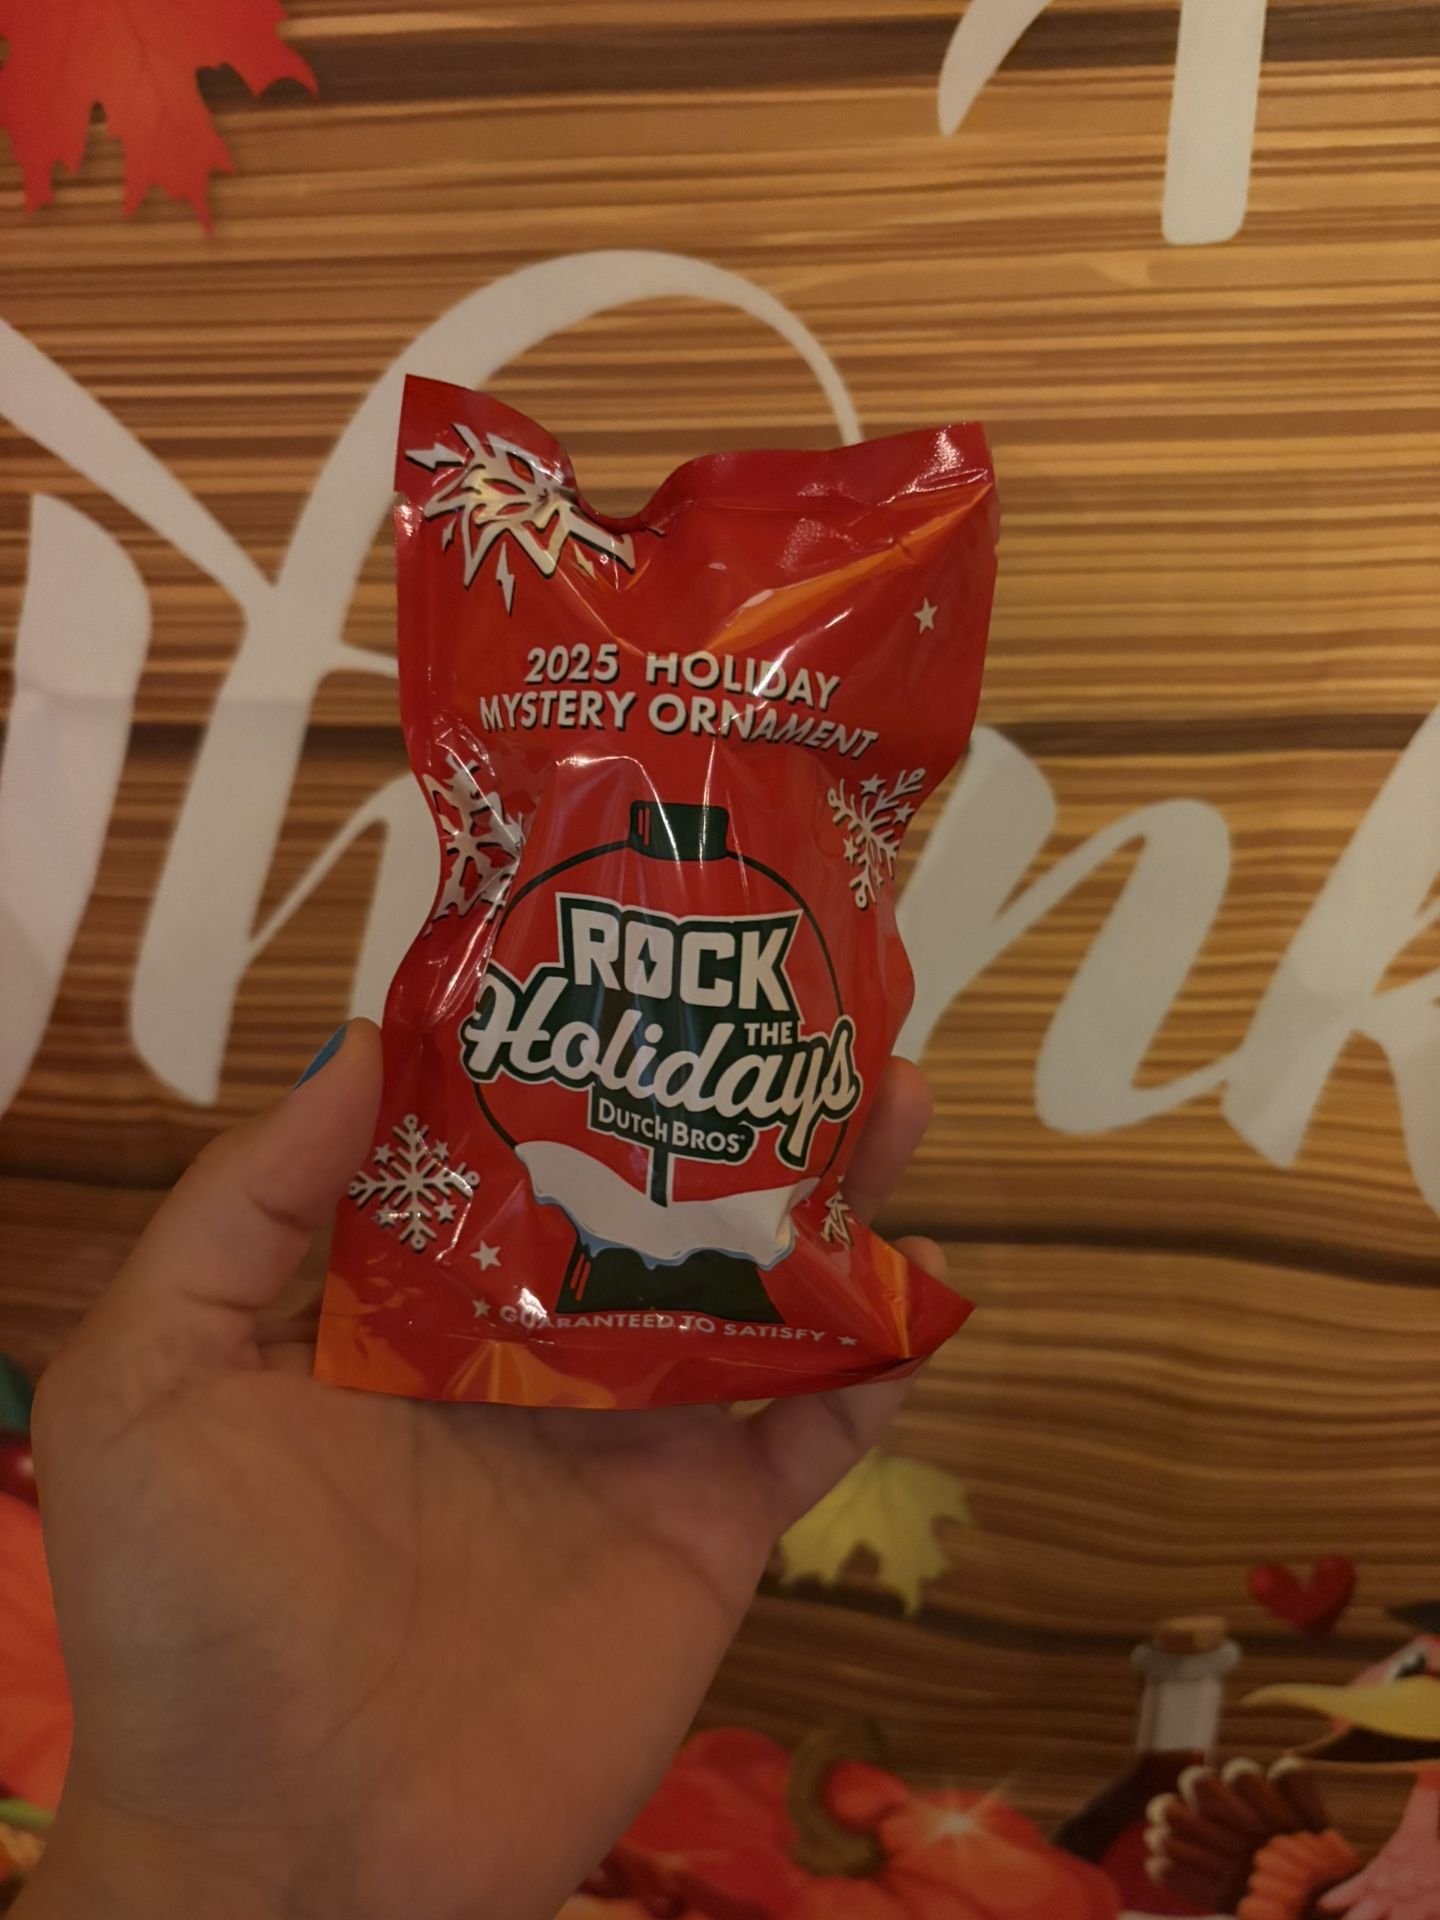 2025 HOLIDAY
MYSTERY ORNAMENT
ROCK
THE
Holidays
DUTCH BROS
GUARANTEED TO SATISFY